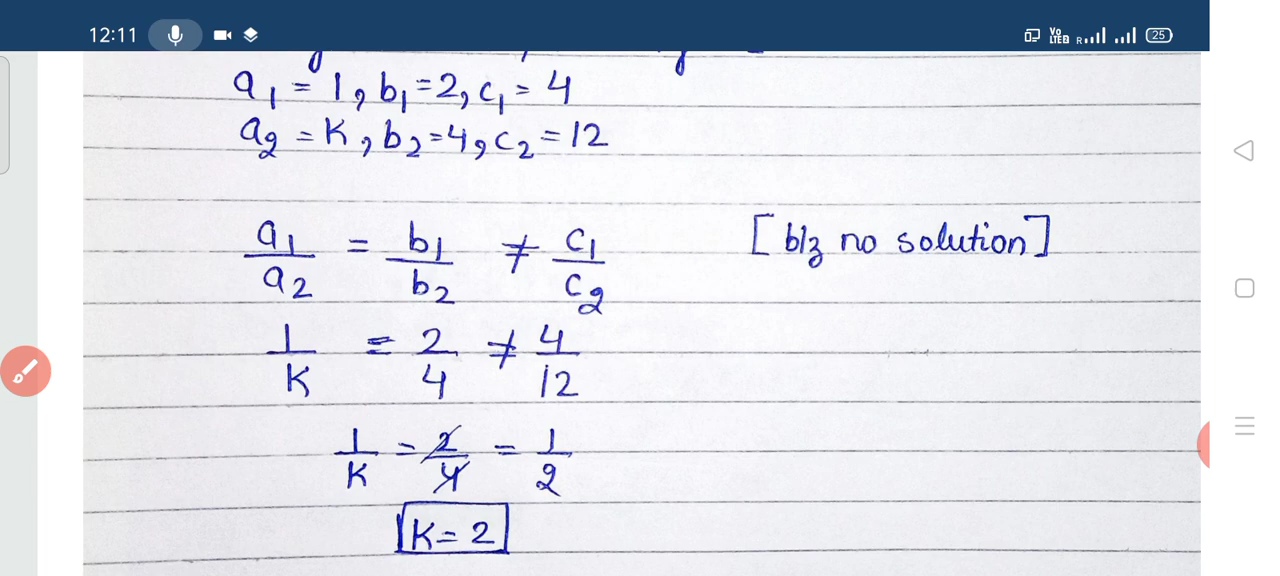 12:11 25
a1 = 1, b1 = 2, c1 = 4
a2 = K, b2 = 4, c2 = 12
a1/a2 = b1/b2 ≠ c1/c2 [b/z no solution]
1/K = 2/4 ≠ 4/12
1/K = 2/4 = 1/2
K = 2